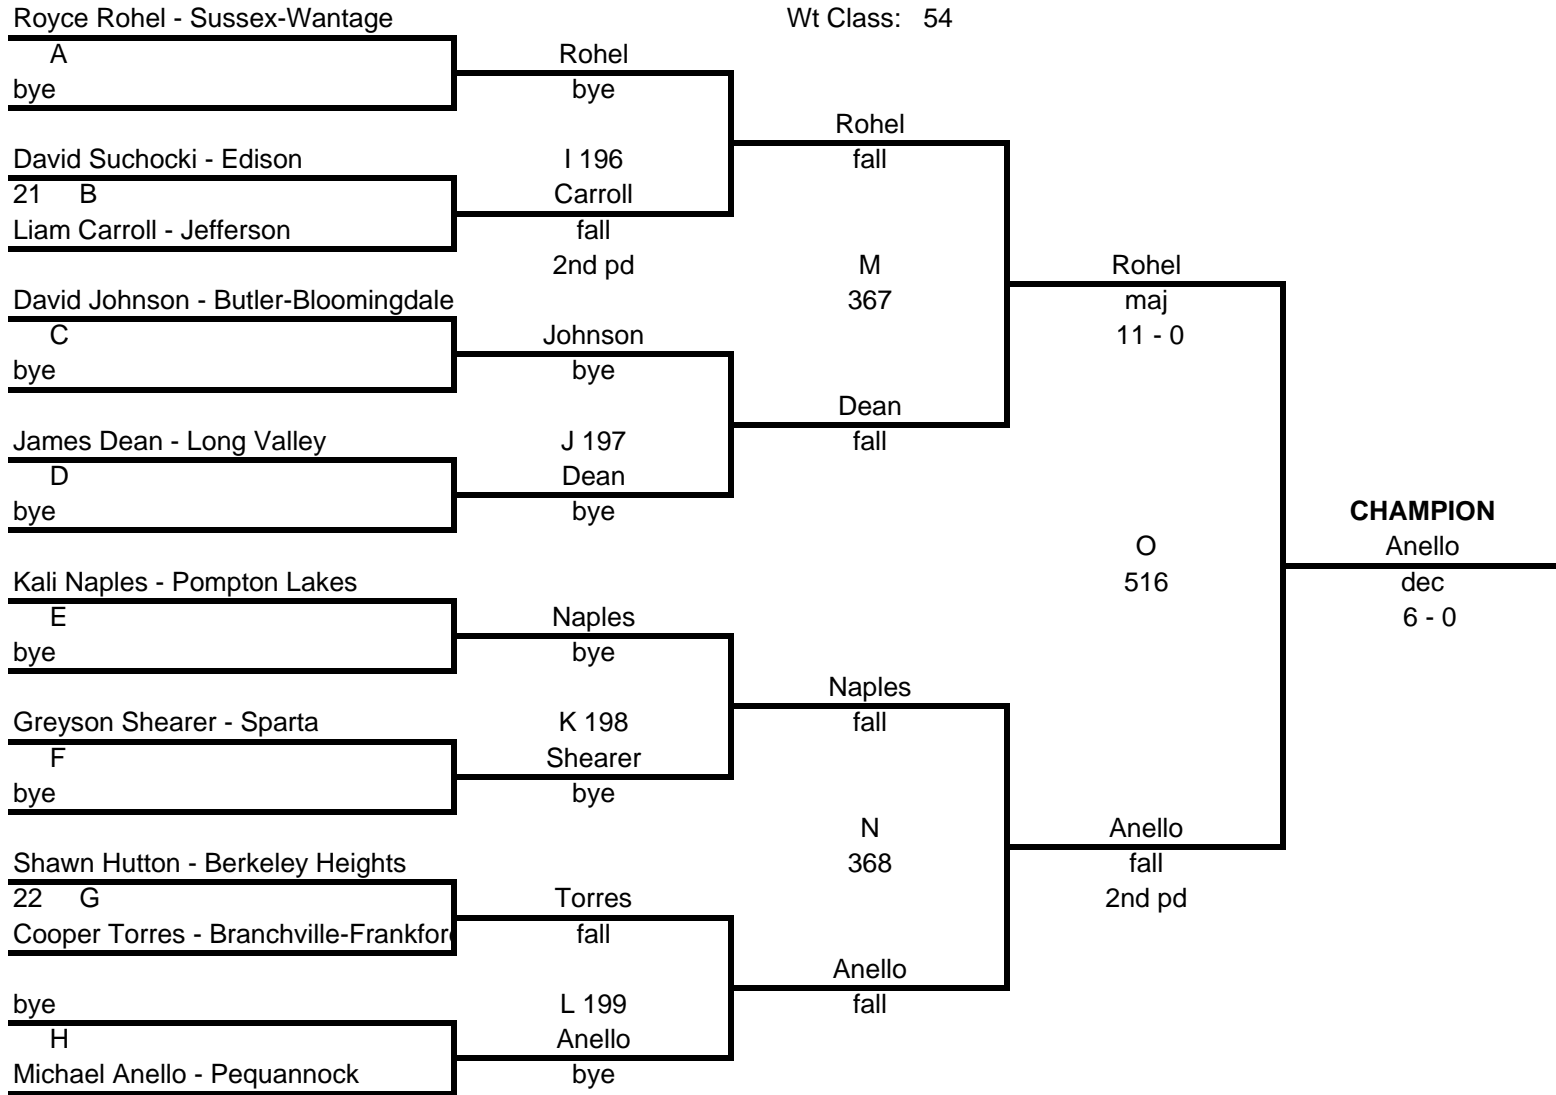 Royce Rohel - Sussex-Wantage
Wt Class: 54
A
Rohel
bye
bye
Rohel
David Suchocki - Edison
I 196
fall
21 B
Carroll
Liam Carroll - Jefferson
fall
2nd pd
M
Rohel
David Johnson - Butler-Bloomingdale
367
maj
C
Johnson
11 - 0
bye
bye
Dean
James Dean - Long Valley
J 197
fall
D
Dean
bye
bye
CHAMPION
O
Anello
Kali Naples - Pompton Lakes
516
dec
E
Naples
6 - 0
bye
bye
Naples
Greyson Shearer - Sparta
K 198
fall
F
Shearer
bye
bye
N
Anello
Shawn Hutton - Berkeley Heights
368
fall
22 G
Torres
2nd pd
Cooper Torres - Branchville-Frankford
fall
Anello
bye
L 199
fall
H
Anello
Michael Anello - Pequannock
bye